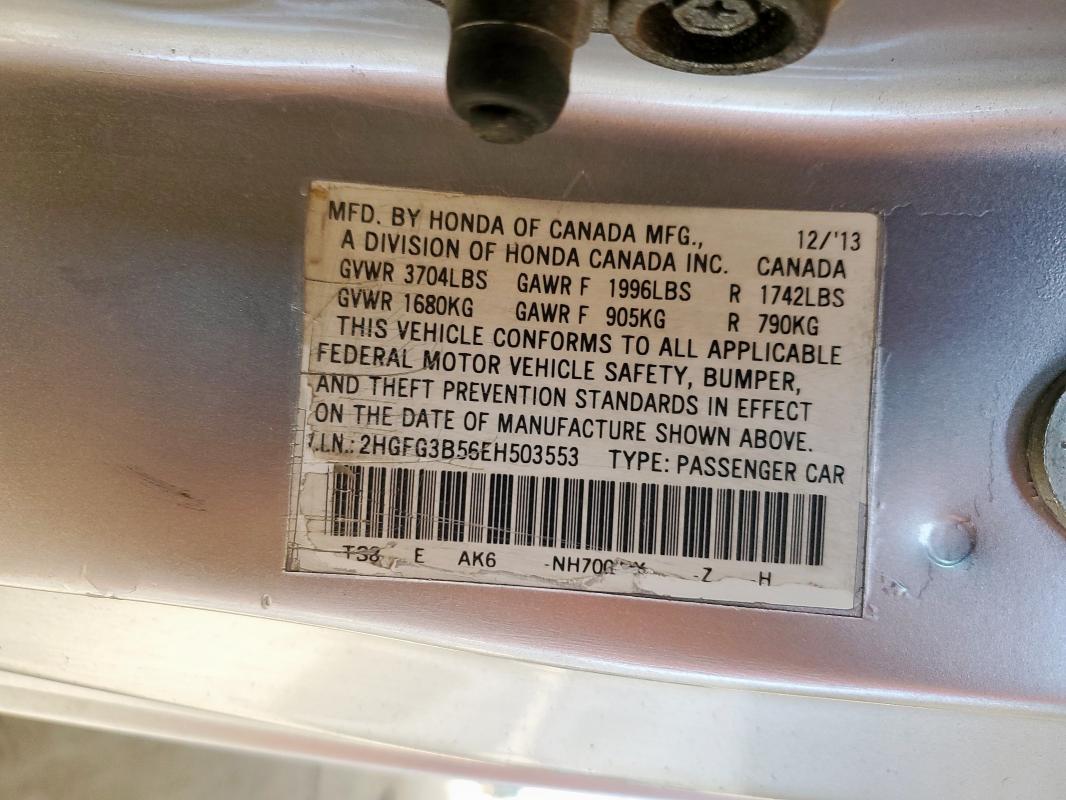 MFD. BY HONDA OF CANADA MFG., 12/'13
A DIVISION OF HONDA CANADA INC. CANADA
GVWR 3704LBS GAWR F 1996LBS R 1742LBS
GVWR 1680KG GAWR F 905KG R 790KG
THIS VEHICLE CONFORMS TO ALL APPLICABLE
FEDERAL MOTOR VEHICLE SAFETY, BUMPER,
AND THEFT PREVENTION STANDARDS IN EFFECT
ON THE DATE OF MANUFACTURE SHOWN ABOVE.
V.I.N.: 2HGFG3B56EH503553 TYPE: PASSENGER CAR
E AK6 -Z H